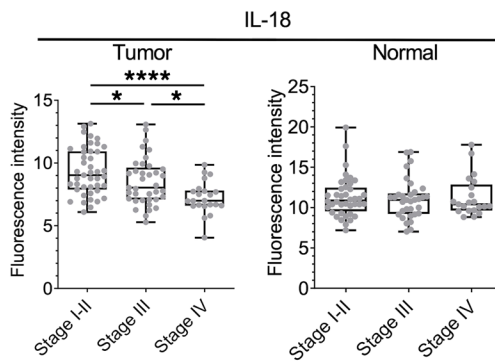 IL-18
Tumor
Normal
****
*
*
Fluorescence intensity
15
10
5
0
Stage I-II
Stage III
Stage IV
Fluorescence intensity
25
20
15
10
5
0
Stage I-II
Stage III
Stage IV